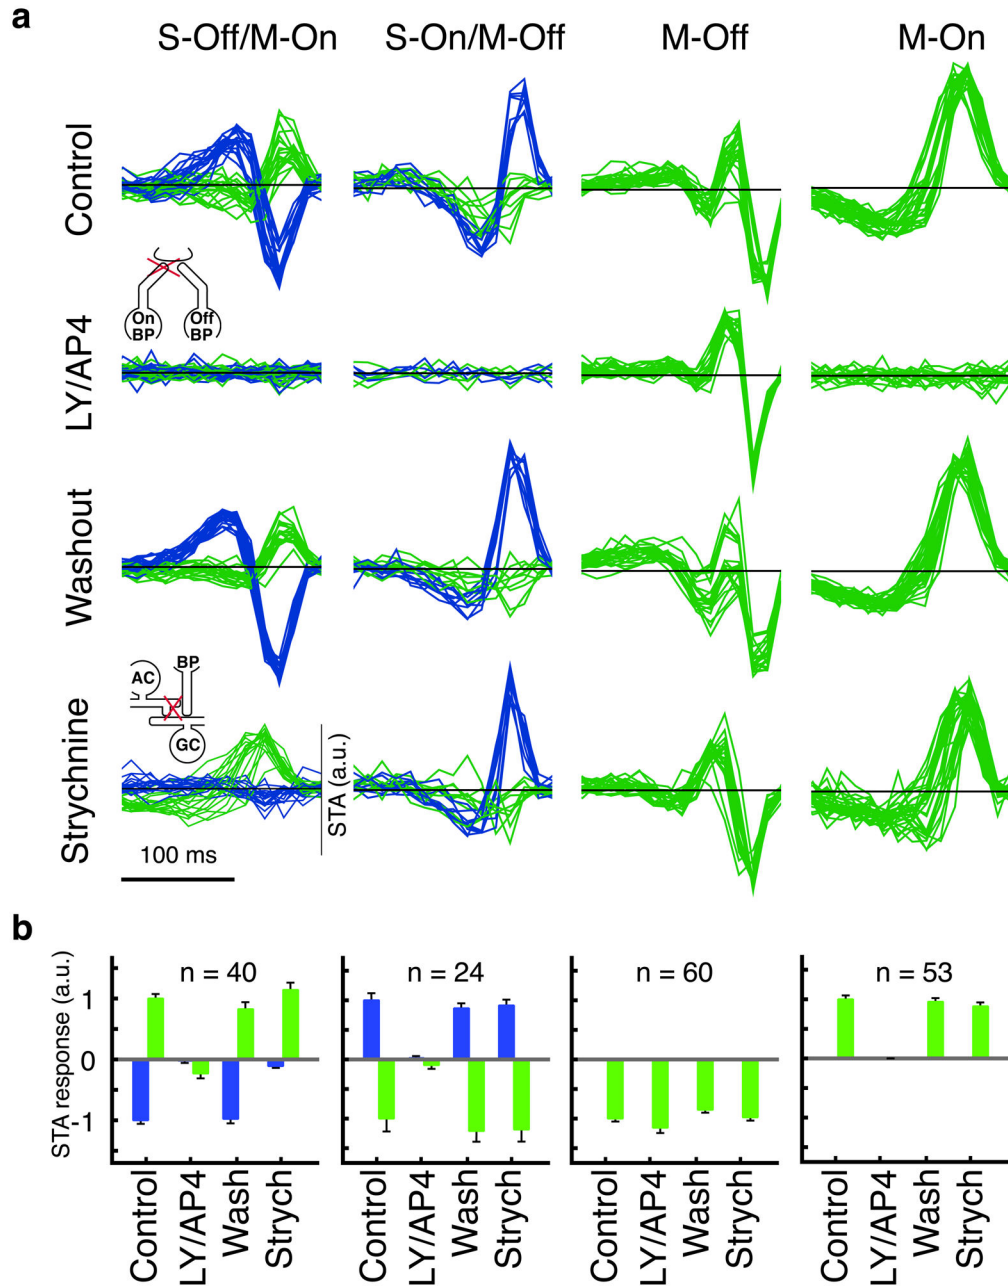 a
S-Off/M-On S-On/M-Off M-Off M-On
Control
On BP
Off BP
LY/AP4
Washout
AC
BP
GC
Strychnine
STA (a.u.)
100 ms
b
STA response (a.u.)
n = 40 n = 24 n = 60 n = 53
1
0
-1
Control LY/AP4 Wash Strych
Control LY/AP4 Wash Strych
Control LY/AP4 Wash Strych
Control LY/AP4 Wash Strych